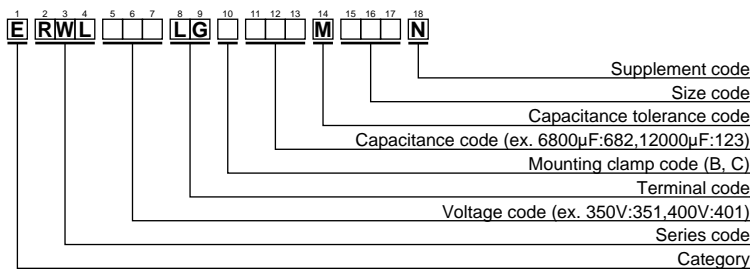 1 2 3 4 5 6 7 8 9 10 11 12 13 14 15 16 17 18
E RWL LG M N
Supplement code
Size code
Capacitance tolerance code
Capacitance code (ex. 6800μF:682,12000μF:123)
Mounting clamp code (B, C)
Terminal code
Voltage code (ex. 350V:351,400V:401)
Series code
Category